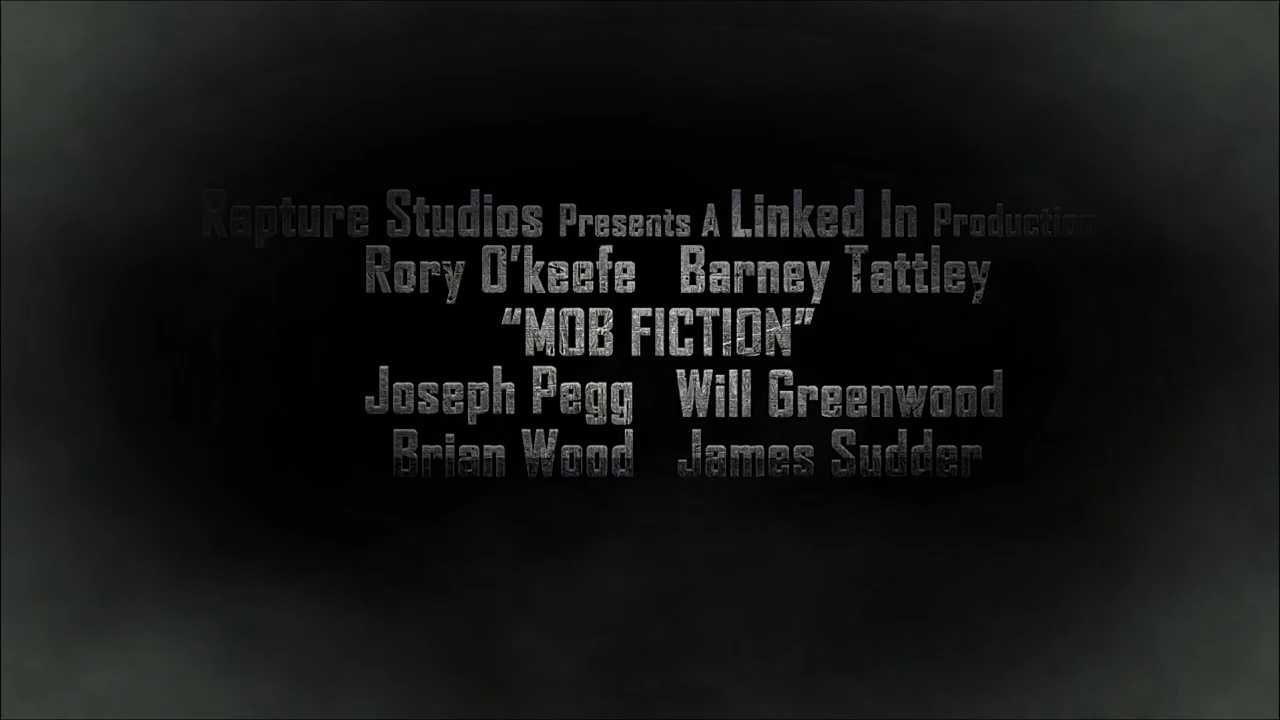 Rapture Studios Presents A Linked In Production
Rory O'keefe Barney Tattley
“MOB FICTION”
Joseph Pegg Will Greenwood
Brian Wood James Sudder